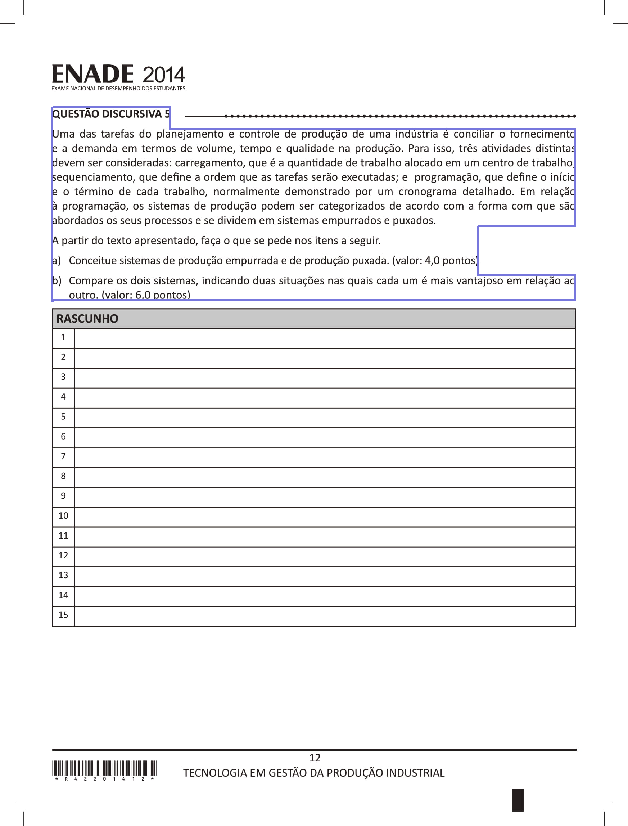 ENADE 2014
EXAME NACIONAL DE DESEMPENHO DOS ESTUDANTES
QUESTÃO DISCURSIVA 5
Uma das tarefas do planejamento e controle de produção de uma indústria é conciliar o fornecimento
e a demanda em termos de volume, tempo e qualidade na produção. Para isso, três atividades distintas
devem ser consideradas: carregamento, que é a quantidade de trabalho alocado em um centro de trabalho;
sequenciamento, que define a ordem que as tarefas serão executadas; e programação, que define o início
e o término de cada trabalho, normalmente demonstrado por um cronograma detalhado. Em relação
à programação, os sistemas de produção podem ser categorizados de acordo com a forma com que são
abordados os seus processos e se dividem em sistemas empurrados e puxados.
A partir do texto apresentado, faça o que se pede nos itens a seguir.
a) Conceitue sistemas de produção empurrada e de produção puxada. (valor: 4,0 pontos)
b) Compare os dois sistemas, indicando duas situações nas quais cada um é mais vantajoso em relação ao
outro. (valor: 6,0 pontos)
RASCUNHO
1
2
3
4
5
6
7
8
9
10
11
12
13
14
15
12
TECNOLOGIA EM GESTÃO DA PRODUÇÃO INDUSTRIAL